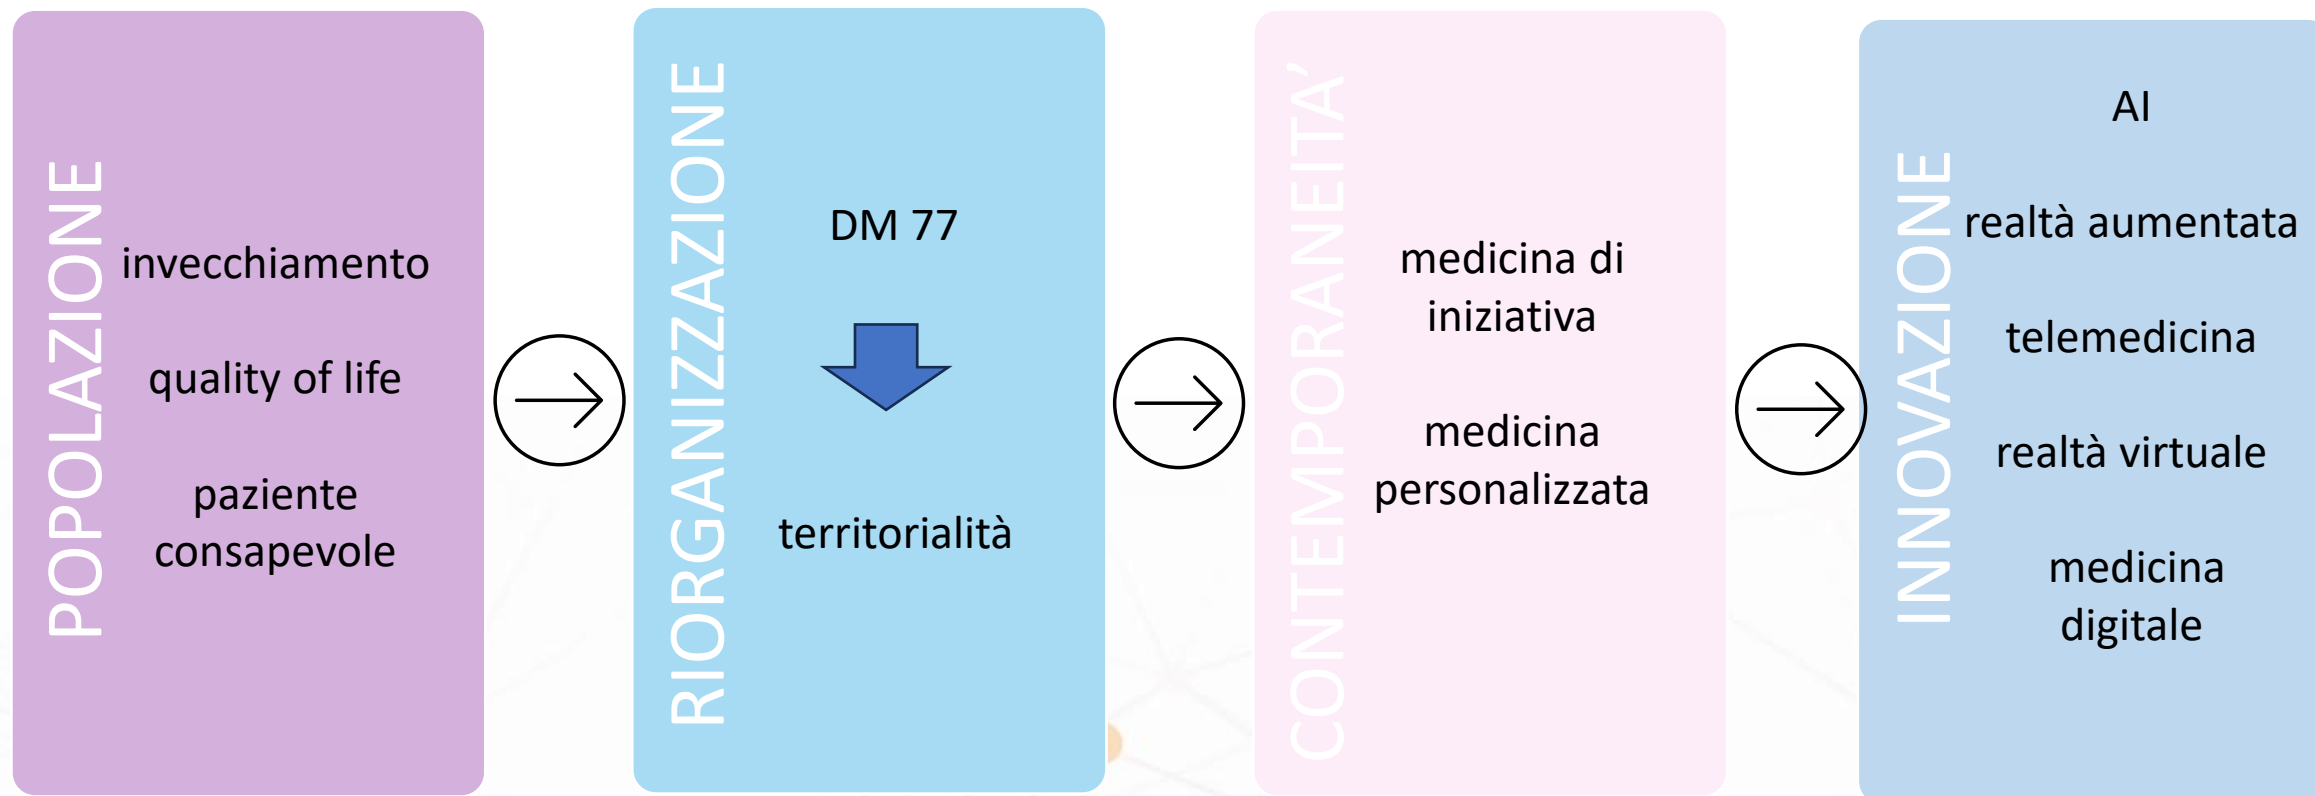 POPOLAZIONE
invecchiamento
quality of life
paziente
consapevole
RIORGANIZZAZIONE
DM 77
territorialità
CONTEMPORANEITA’
medicina di
iniziativa
medicina
personalizzata
INNOVAZIONE
AI
realtà aumentata
telemedicina
realtà virtuale
medicina
digitale